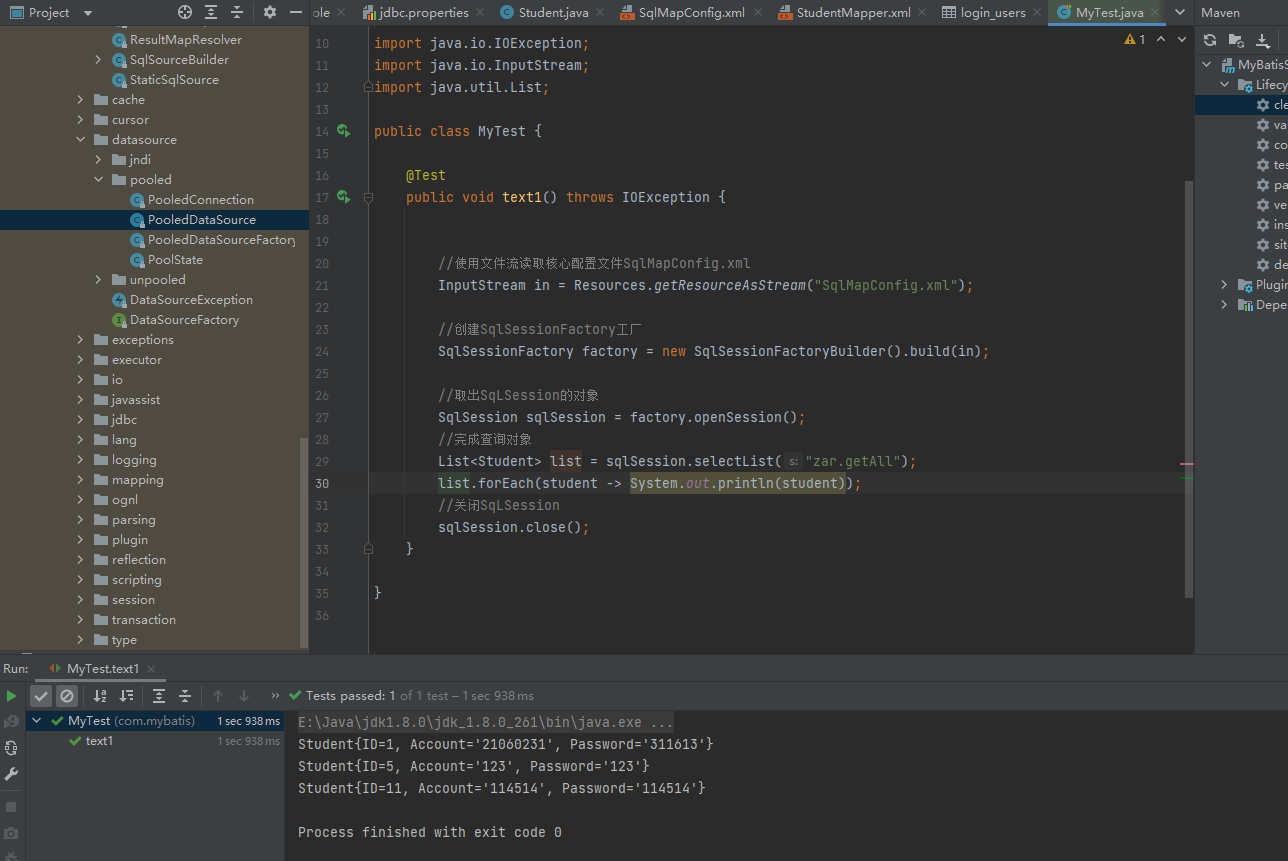 Project
ole
jdbc.properties
Student.java
SqlMapConfig.xml
StudentMapper.xml
login_users
MyTest.java
Maven
ResultMapResolver
SqlSourceBuilder
StaticSqlSource
cache
cursor
datasource
jndi
pooled
PooledConnection
PooledDataSource
PooledDataSourceFactory
PoolState
unpooled
DataSourceException
DataSourceFactory
exceptions
executor
io
javassist
jdbc
lang
logging
mapping
ognl
parsing
plugin
reflection
scripting
session
transaction
type
1
10 import java.io.IOException;
11 import java.io.InputStream;
12 import java.util.List;
13
14 public class MyTest {
15
16 @Test
17 public void text1() throws IOException {
18
19
20 //使用文件流读取核心配置文件SqlMapConfig.xml
21 InputStream in = Resources.getResourceAsStream("SqlMapConfig.xml");
22
23 //创建SqlSessionFactory工厂
24 SqlSessionFactory factory = new SqlSessionFactoryBuilder().build(in);
25
26 //取出SqLSession的对象
27 SqlSession sqlSession = factory.openSession();
28 //完成查询对象
29 List<Student> list = sqlSession.selectList( s: "zar.getAll");
30 list.forEach(student -> System.out.println(student));
31 //关闭SqLSession
32 sqlSession.close();
33 }
34
35 }
36
MyBatisS
Lifecy
cle
va
co
tes
pa
ve
ins
sit
de
Plugin
Depe
Run:
MyTest.text1
Tests passed: 1 of 1 test – 1 sec 938 ms
MyTest (com.mybatis) 1 sec 938 ms
text1 1 sec 938 ms
E:\Java\jdk1.8.0\jdk_1.8.0_261\bin\java.exe ...
Student{ID=1, Account='21060231', Password='311613'}
Student{ID=5, Account='123', Password='123'}
Student{ID=11, Account='114514', Password='114514'}
Process finished with exit code 0